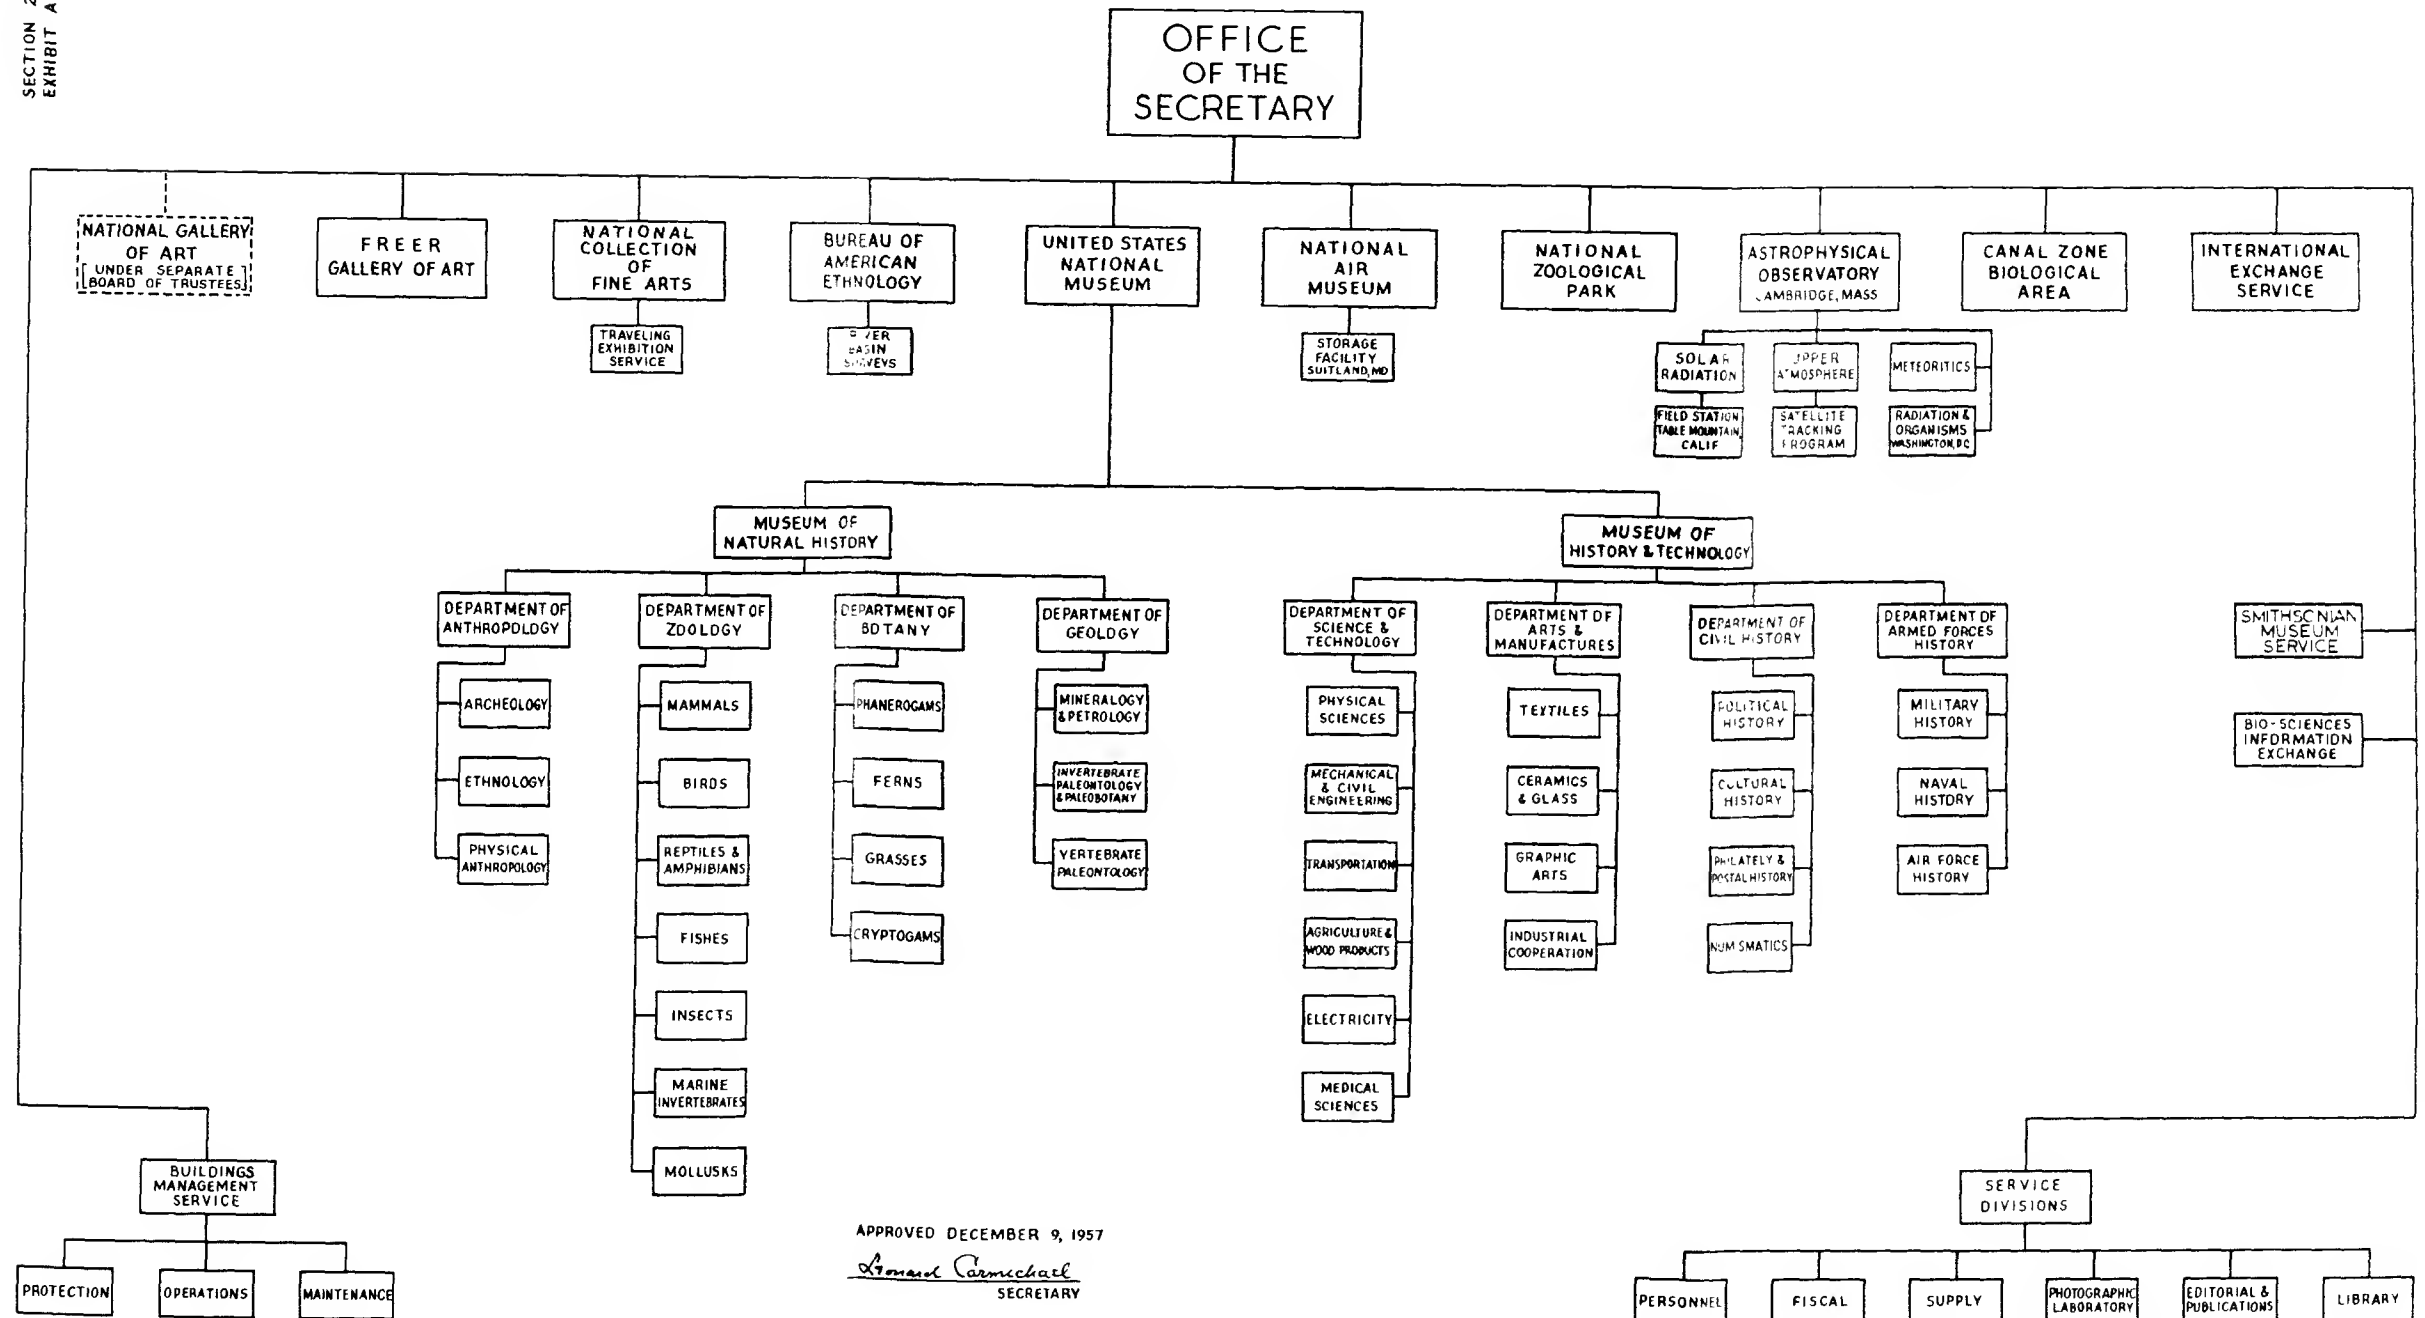 SECTION 2
EXHIBIT A
OFFICE
OF THE
SECRETARY
NATIONAL GALLERY
OF ART
[UNDER SEPARATE
BOARD OF TRUSTEES]
FREER
GALLERY OF ART
NATIONAL
COLLECTION
OF
FINE ARTS
BUREAU OF
AMERICAN
ETHNOLOGY
UNITED STATES
NATIONAL
MUSEUM
NATIONAL
AIR
MUSEUM
NATIONAL
ZOOLOGICAL
PARK
ASTROPHYSICAL
OBSERVATORY
CAMBRIDGE, MASS
CANAL ZONE
BIOLOGICAL
AREA
INTERNATIONAL
EXCHANGE
SERVICE
TRAVELING
EXHIBITION
SERVICE
RIVER
BASIN
SURVEYS
STORAGE
FACILITY
SUITLAND, MD
SOLAR
RADIATION
UPPER
ATMOSPHERE
METEORITICS
FIELD STATION
TABLE MOUNTAIN,
CALIF
SATELLITE
TRACKING
PROGRAM
RADIATION &
ORGANISMS
WASHINGTON, DC
MUSEUM OF
NATURAL HISTORY
MUSEUM OF
HISTORY & TECHNOLOGY
DEPARTMENT OF
ANTHROPOLOGY
DEPARTMENT OF
ZOOLOGY
DEPARTMENT OF
BOTANY
DEPARTMENT OF
GEOLOGY
DEPARTMENT OF
SCIENCE &
TECHNOLOGY
DEPARTMENT OF
ARTS &
MANUFACTURES
DEPARTMENT OF
CIVIL HISTORY
DEPARTMENT OF
ARMED FORCES
HISTORY
SMITHSONIAN
MUSEUM
SERVICE
BIO-SCIENCES
INFORMATION
EXCHANGE
ARCHEOLOGY
ETHNOLOGY
PHYSICAL
ANTHROPOLOGY
MAMMALS
BIRDS
REPTILES &
AMPHIBIANS
FISHES
INSECTS
MARINE
INVERTEBRATES
MOLLUSKS
PHANEROGAMS
FERNS
GRASSES
CRYPTOGAMS
MINERALOGY
& PETROLOGY
INVERTEBRATE
PALEONTOLOGY
& PALEOBOTANY
VERTEBRATE
PALEONTOLOGY
PHYSICAL
SCIENCES
MECHANICAL
& CIVIL
ENGINEERING
TRANSPORTATION
AGRICULTURE &
WOOD PRODUCTS
ELECTRICITY
MEDICAL
SCIENCES
TEXTILES
CERAMICS
& GLASS
GRAPHIC
ARTS
INDUSTRIAL
COOPERATION
POLITICAL
HISTORY
CULTURAL
HISTORY
PHILATELY &
POSTAL HISTORY
NUMISMATICS
MILITARY
HISTORY
NAVAL
HISTORY
AIR FORCE
HISTORY
BUILDINGS
MANAGEMENT
SERVICE
PROTECTION
OPERATIONS
MAINTENANCE
APPROVED DECEMBER 9, 1957
Leonard Carmichael
SECRETARY
SERVICE
DIVISIONS
PERSONNEL
FISCAL
SUPPLY
PHOTOGRAPHIC
LABORATORY
EDITORIAL &
PUBLICATIONS
LIBRARY